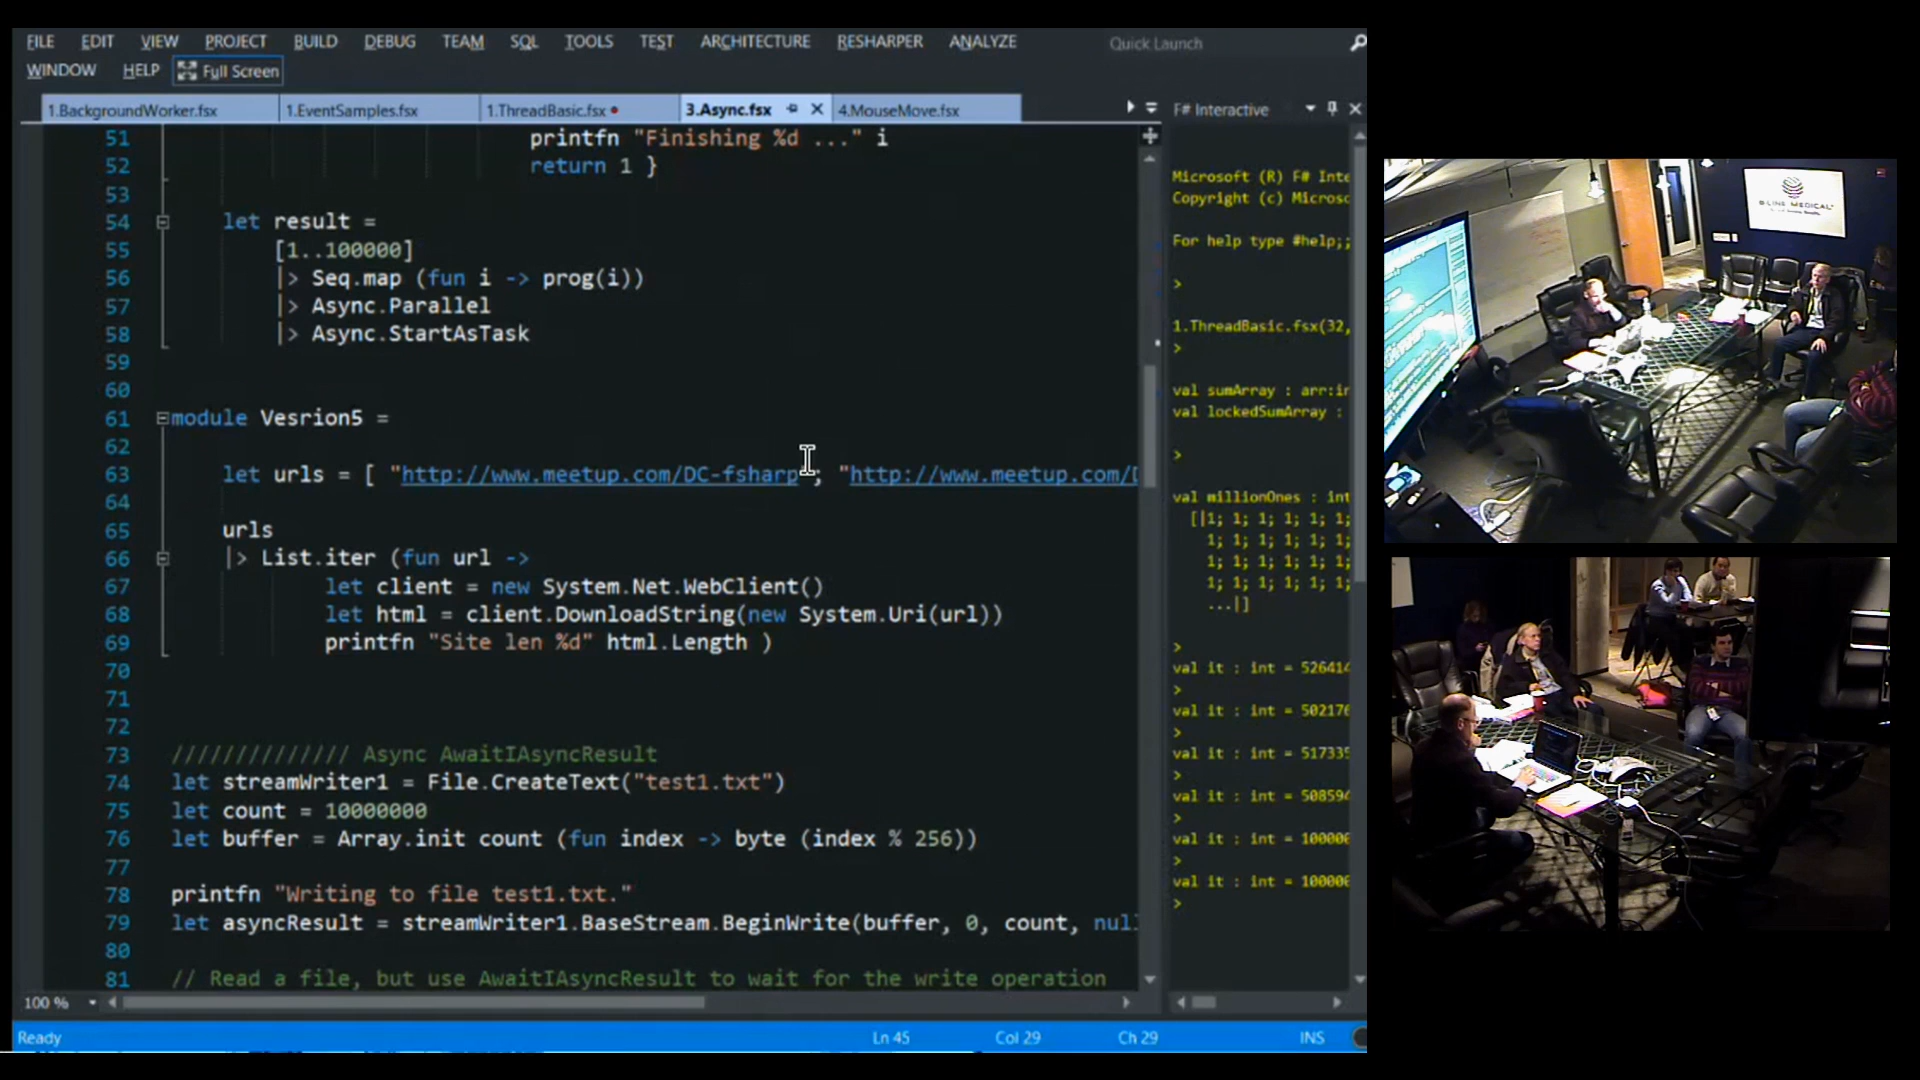 FILE EDIT VIEW PROJECT BUILD DEBUG TEAM SQL TOOLS TEST ARCHITECTURE RESHARPER ANALYZE Quick Launch
WINDOW HELP Full Screen
1.BackgroundWorker.fsx 1.EventSamples.fsx 1.ThreadBasic.fsx 3.Async.fsx 4.MouseMove.fsx
51 printfn "Finishing %d ..." i
52 return 1 }
53
54 let result =
55 [1..100000]
56 |> Seq.map (fun i -> prog(i))
57 |> Async.Parallel
58 |> Async.StartAsTask
59
60
61 module Vesrion5 =
62
63 let urls = [ "http://www.meetup.com/DC-fsharp"; "http://www.meetup.com/D
64
65 urls
66 |> List.iter (fun url ->
67 let client = new System.Net.WebClient()
68 let html = client.DownloadString(new System.Uri(url))
69 printfn "Site len %d" html.Length )
70
71
72
73 ////////////// Async AwaitIAsyncResult
74 let streamWriter1 = File.CreateText("test1.txt")
75 let count = 10000000
76 let buffer = Array.init count (fun index -> byte (index % 256))
77
78 printfn "Writing to file test1.txt."
79 let asyncResult = streamWriter1.BaseStream.BeginWrite(buffer, 0, count, null
80
81 // Read a file, but use AwaitIAsyncResult to wait for the write operation
100 %
Ready Ln 45 Col 29 Ch 29 INS
F# Interactive
Microsoft (R) F# Inte
Copyright (c) Microso
For help type #help;;
>
1.ThreadBasic.fsx(32,
>
val sumArray : arr:in
val lockedSumArray :
>
val millionOnes : int
[|1; 1; 1; 1; 1; 1;
1; 1; 1; 1; 1; 1;
1; 1; 1; 1; 1; 1;
1; 1; 1; 1; 1; 1;
...|]
>
val it : int = 526414
>
val it : int = 502176
>
val it : int = 517335
>
val it : int = 508594
>
val it : int = 100000
>
val it : int = 100000
>
B-LINE MEDICAL